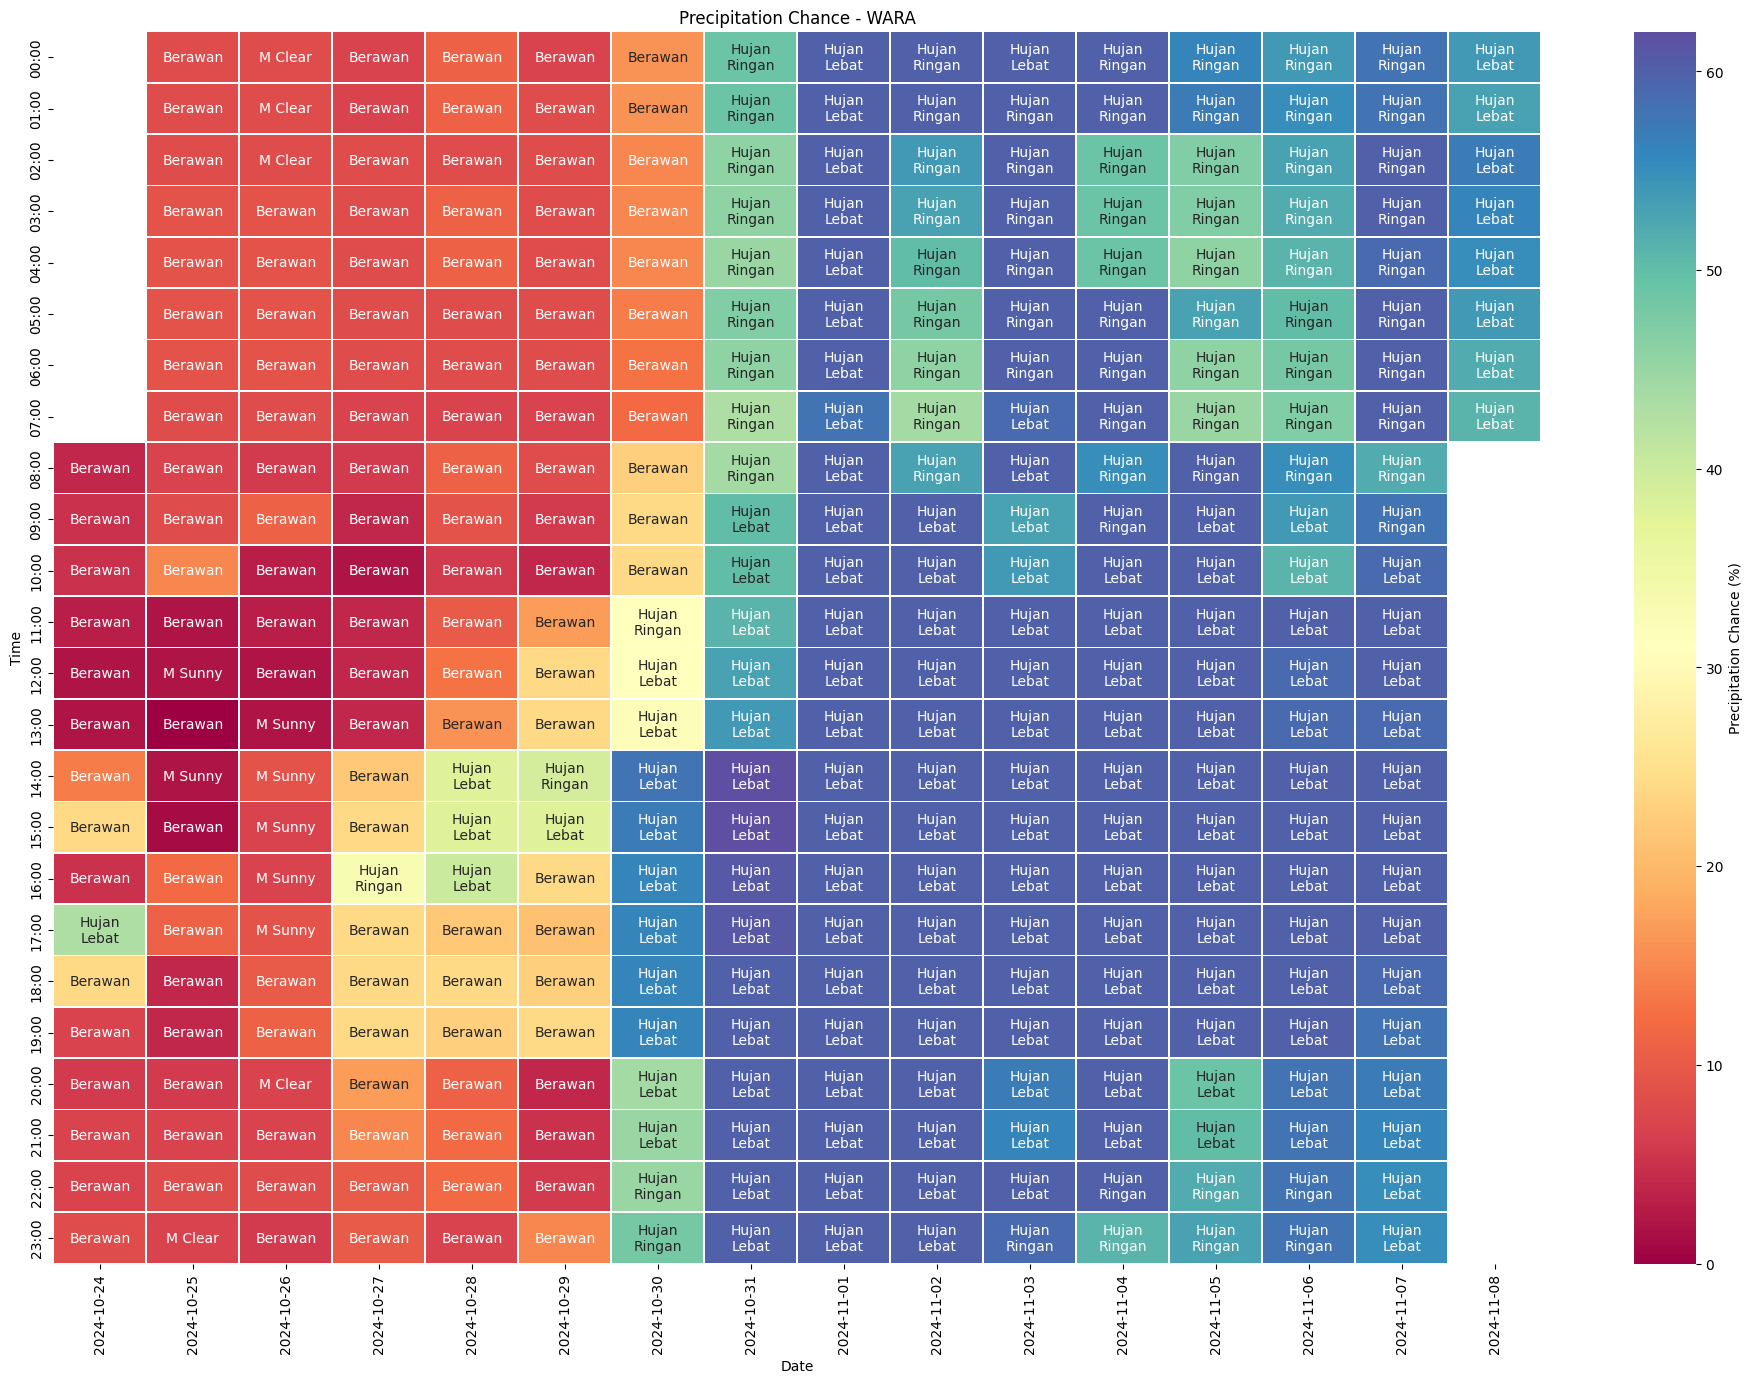 Precipitation Chance - WARA
00:00 Berawan M Clear Berawan Berawan Berawan Berawan Hujan Ringan Hujan Lebat Hujan Ringan Hujan Lebat Hujan Ringan Hujan Ringan Hujan Ringan Hujan Ringan Hujan Lebat
01:00 Berawan M Clear Berawan Berawan Berawan Berawan Hujan Ringan Hujan Lebat Hujan Ringan Hujan Ringan Hujan Ringan Hujan Ringan Hujan Ringan Hujan Ringan Hujan Lebat
02:00 Berawan M Clear Berawan Berawan Berawan Berawan Hujan Ringan Hujan Lebat Hujan Ringan Hujan Ringan Hujan Ringan Hujan Ringan Hujan Ringan Hujan Ringan Hujan Lebat
03:00 Berawan Berawan Berawan Berawan Berawan Berawan Hujan Ringan Hujan Lebat Hujan Ringan Hujan Ringan Hujan Ringan Hujan Ringan Hujan Ringan Hujan Ringan Hujan Lebat
04:00 Berawan Berawan Berawan Berawan Berawan Berawan Hujan Ringan Hujan Lebat Hujan Ringan Hujan Ringan Hujan Ringan Hujan Ringan Hujan Ringan Hujan Ringan Hujan Lebat
05:00 Berawan Berawan Berawan Berawan Berawan Berawan Hujan Ringan Hujan Lebat Hujan Ringan Hujan Ringan Hujan Ringan Hujan Ringan Hujan Ringan Hujan Ringan Hujan Lebat
06:00 Berawan Berawan Berawan Berawan Berawan Berawan Hujan Ringan Hujan Lebat Hujan Ringan Hujan Ringan Hujan Ringan Hujan Ringan Hujan Ringan Hujan Ringan Hujan Lebat
07:00 Berawan Berawan Berawan Berawan Berawan Berawan Hujan Ringan Hujan Lebat Hujan Ringan Hujan Lebat Hujan Ringan Hujan Ringan Hujan Ringan Hujan Ringan Hujan Lebat
08:00 Berawan Berawan Berawan Berawan Berawan Berawan Berawan Hujan Ringan Hujan Lebat Hujan Ringan Hujan Lebat Hujan Ringan Hujan Ringan Hujan Ringan Hujan Ringan
09:00 Berawan Berawan Berawan Berawan Berawan Berawan Berawan Hujan Lebat Hujan Lebat Hujan Lebat Hujan Lebat Hujan Ringan Hujan Lebat Hujan Lebat Hujan Ringan
10:00 Berawan Berawan Berawan Berawan Berawan Berawan Berawan Hujan Lebat Hujan Lebat Hujan Lebat Hujan Lebat Hujan Lebat Hujan Lebat Hujan Lebat Hujan Lebat
11:00 Berawan Berawan Berawan Berawan Berawan Berawan Hujan Ringan Hujan Lebat Hujan Lebat Hujan Lebat Hujan Lebat Hujan Lebat Hujan Lebat Hujan Lebat Hujan Lebat
12:00 Berawan M Sunny Berawan Berawan Berawan Berawan Hujan Lebat Hujan Lebat Hujan Lebat Hujan Lebat Hujan Lebat Hujan Lebat Hujan Lebat Hujan Lebat Hujan Lebat
13:00 Berawan Berawan M Sunny Berawan Berawan Berawan Hujan Lebat Hujan Lebat Hujan Lebat Hujan Lebat Hujan Lebat Hujan Lebat Hujan Lebat Hujan Lebat Hujan Lebat
14:00 Berawan M Sunny M Sunny Berawan Hujan Lebat Hujan Ringan Hujan Lebat Hujan Lebat Hujan Lebat Hujan Lebat Hujan Lebat Hujan Lebat Hujan Lebat Hujan Lebat Hujan Lebat
15:00 Berawan Berawan M Sunny Berawan Hujan Lebat Hujan Lebat Hujan Lebat Hujan Lebat Hujan Lebat Hujan Lebat Hujan Lebat Hujan Lebat Hujan Lebat Hujan Lebat Hujan Lebat
16:00 Berawan Berawan M Sunny Hujan Ringan Hujan Lebat Berawan Hujan Lebat Hujan Lebat Hujan Lebat Hujan Lebat Hujan Lebat Hujan Lebat Hujan Lebat Hujan Lebat Hujan Lebat
17:00 Hujan Lebat Berawan M Sunny Berawan Berawan Berawan Hujan Lebat Hujan Lebat Hujan Lebat Hujan Lebat Hujan Lebat Hujan Lebat Hujan Lebat Hujan Lebat Hujan Lebat
18:00 Berawan Berawan Berawan Berawan Berawan Berawan Hujan Lebat Hujan Lebat Hujan Lebat Hujan Lebat Hujan Lebat Hujan Lebat Hujan Lebat Hujan Lebat Hujan Lebat
19:00 Berawan Berawan Berawan Berawan Berawan Berawan Hujan Lebat Hujan Lebat Hujan Lebat Hujan Lebat Hujan Lebat Hujan Lebat Hujan Lebat Hujan Lebat Hujan Lebat
20:00 Berawan Berawan M Clear Berawan Berawan Berawan Hujan Lebat Hujan Lebat Hujan Lebat Hujan Lebat Hujan Lebat Hujan Lebat Hujan Lebat Hujan Lebat Hujan Lebat
21:00 Berawan Berawan Berawan Berawan Berawan Berawan Hujan Lebat Hujan Lebat Hujan Lebat Hujan Lebat Hujan Lebat Hujan Lebat Hujan Lebat Hujan Lebat Hujan Lebat
22:00 Berawan Berawan Berawan Berawan Berawan Berawan Hujan Ringan Hujan Lebat Hujan Lebat Hujan Lebat Hujan Lebat Hujan Ringan Hujan Ringan Hujan Ringan Hujan Lebat
23:00 Berawan M Clear Berawan Berawan Berawan Berawan Hujan Ringan Hujan Lebat Hujan Lebat Hujan Lebat Hujan Ringan Hujan Ringan Hujan Ringan Hujan Ringan Hujan Lebat
2024-10-24 2024-10-25 2024-10-26 2024-10-27 2024-10-28 2024-10-29 2024-10-30 2024-10-31 2024-11-01 2024-11-02 2024-11-03 2024-11-04 2024-11-05 2024-11-06 2024-11-07 2024-11-08
Time
Date
60
50
40
30
20
10
0
Precipitation Chance (%)